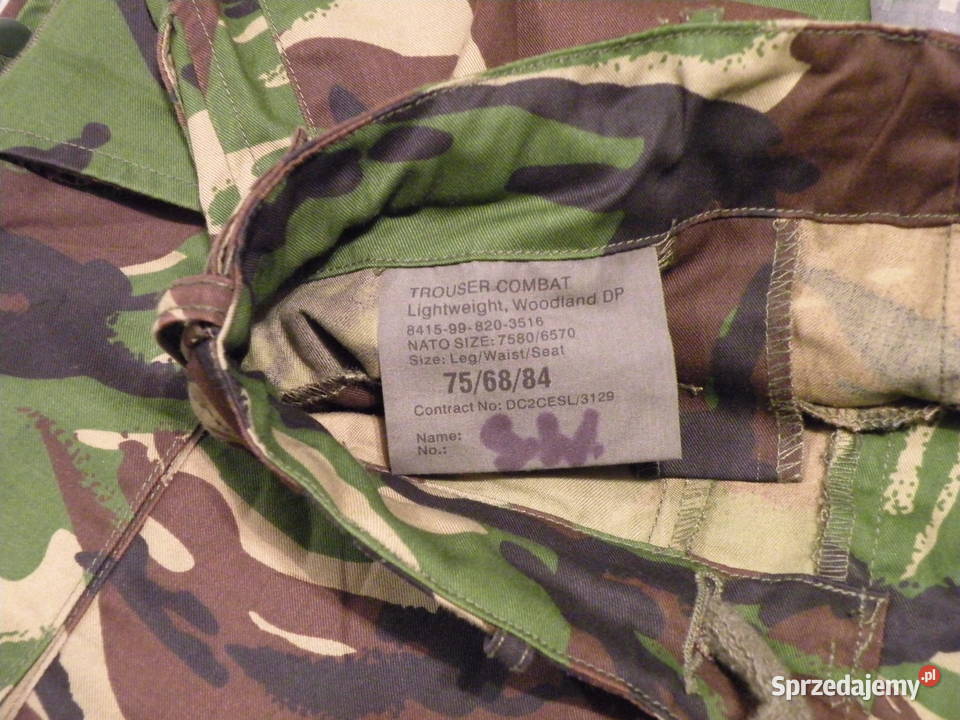 TROUSER COMBAT
Lightweight, Woodland DP
8415-99-820-3516
NATO SIZE: 7580/6570
Size: Leg/Waist/Seat
75/68/84
Contract No: DC2CESL/3129
Name:
No.:
Sprzedajemy.pl